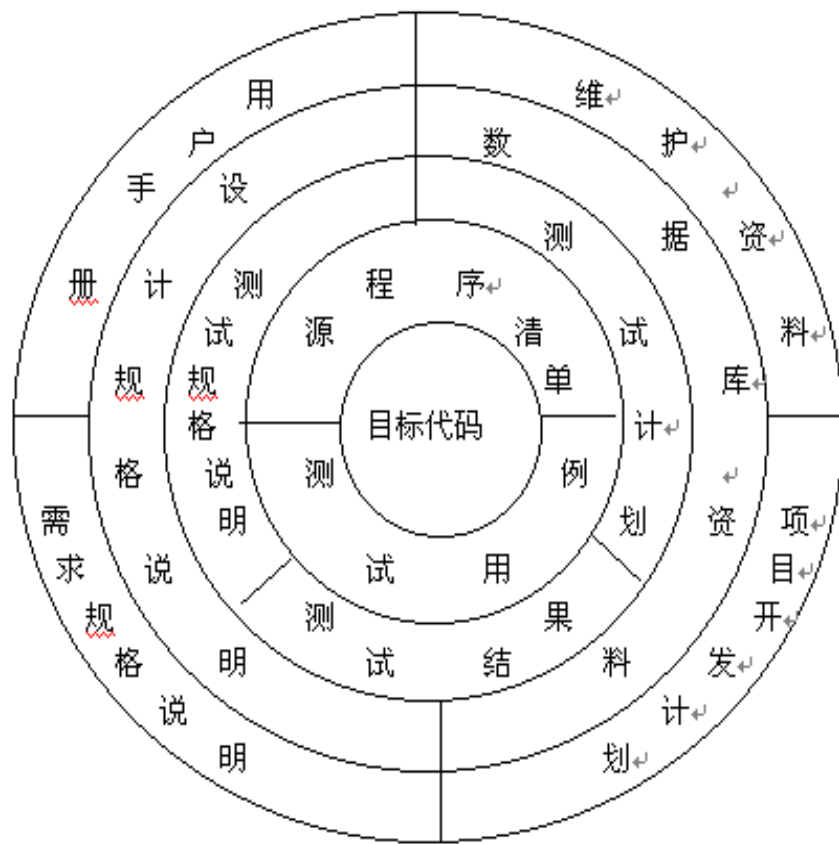 用户手册
维护资料
需求规格说明
项目开发计划
设计规格说明
数据库资料
测试规格说明
测试计划
测试结果
源程序清单
测试用例
目标代码